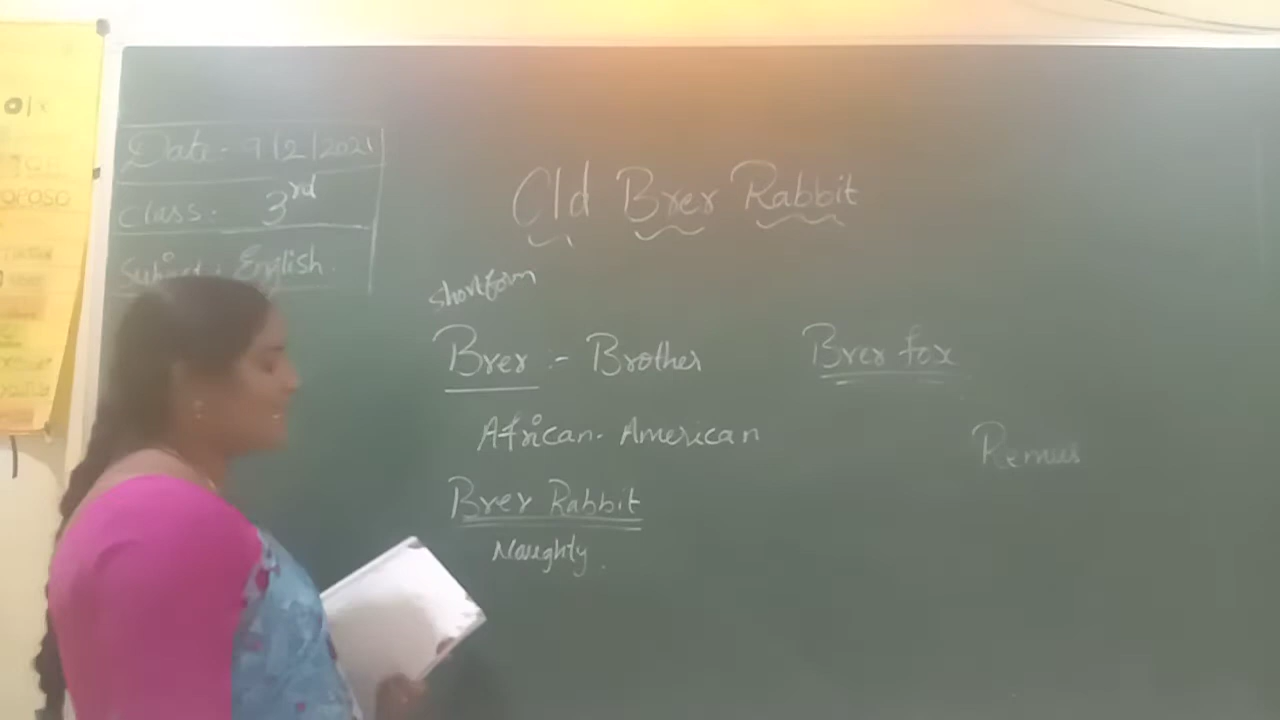 Date - 9/2/2021
Class: 3rd
Subject: English.
Old Brer Rabbit
shortform
Brer :- Brother
Brer fox
African - American
Remus
Brer Rabbit
Naughty.